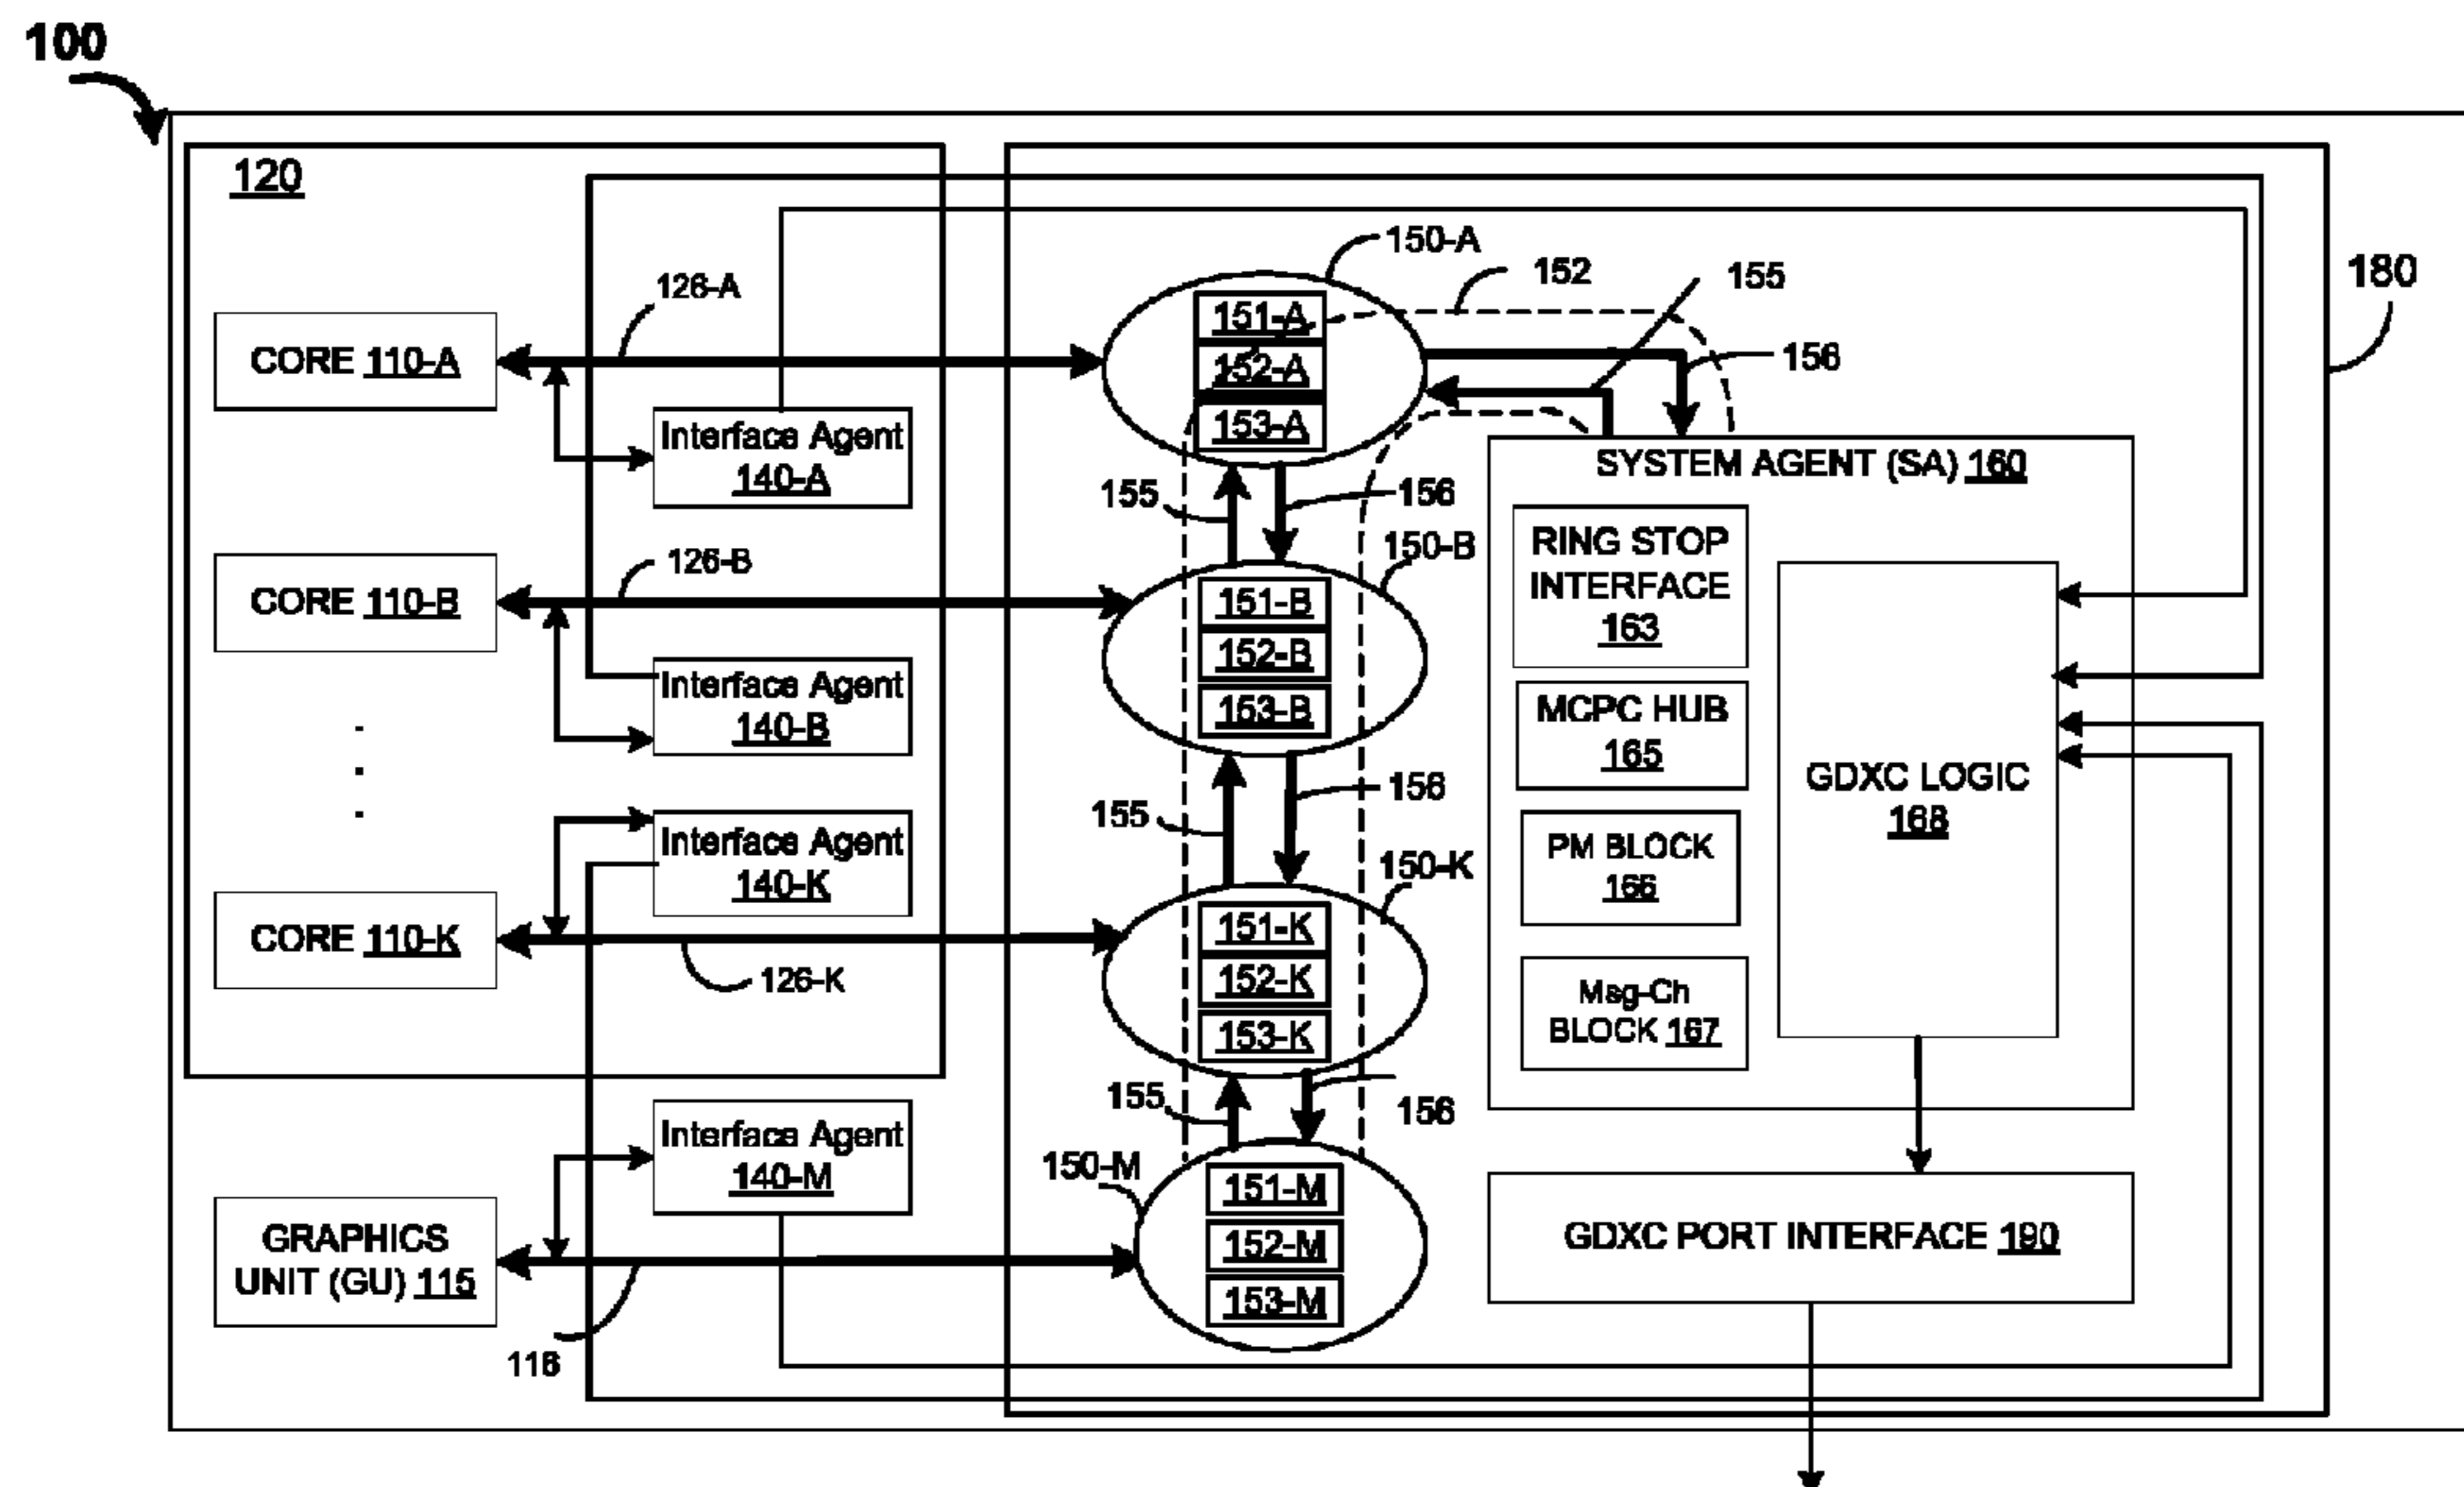 100
120
150-A
152
155
180
126-A
CORE 110-A
151-A
152-A
153-A
156
Interface Agent
140-A
SYSTEM AGENT (SA) 160
155
156
RING STOP
INTERFACE
163
126-B
150-B
CORE 110-B
151-B
152-B
153-B
Interface Agent
140-B
MCPC HUB
165
GDXC LOGIC
168
155
156
PM BLOCK
166
Interface Agent
140-K
150-K
CORE 110-K
151-K
152-K
153-K
126-K
Msg-Ch
BLOCK 167
155
156
Interface Agent
140-M
150-M
151-M
152-M
153-M
GRAPHICS
UNIT (GU) 115
GDXC PORT INTERFACE 190
116